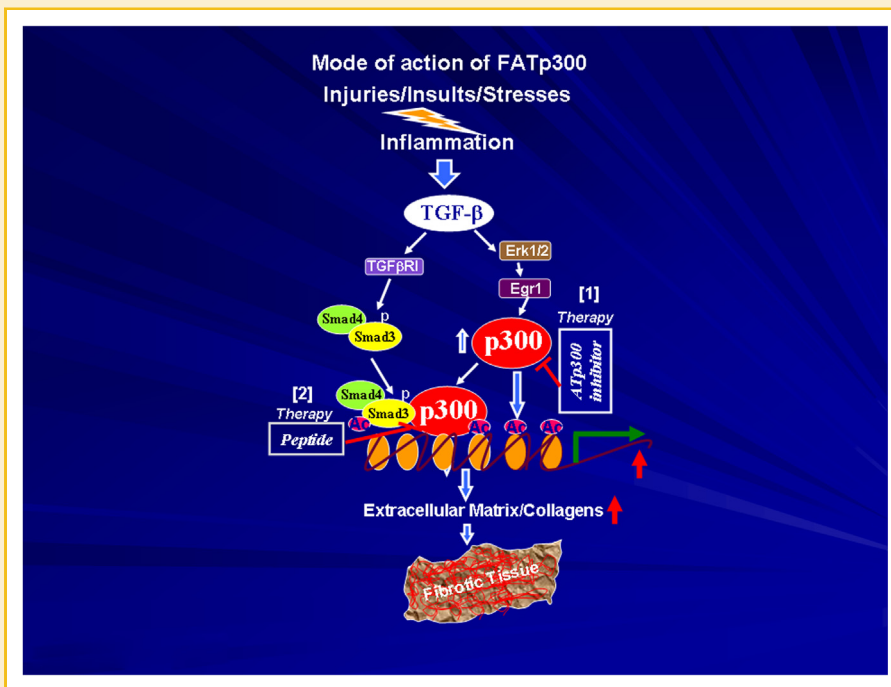 Mode of action of FATp300
Injuries/Insults/Stresses
Inflammation
TGF-β
TGFβRI
Erk1/2
Egr1
[1]
Therapy
ATp300
inhibitor
p
Smad4
Smad3
p300
[2]
Therapy
Peptide
p
Smad4
Smad3
p300
Ac
Ac
Ac
Ac
Extracellular Matrix/Collagens
Fibrotic Tissue